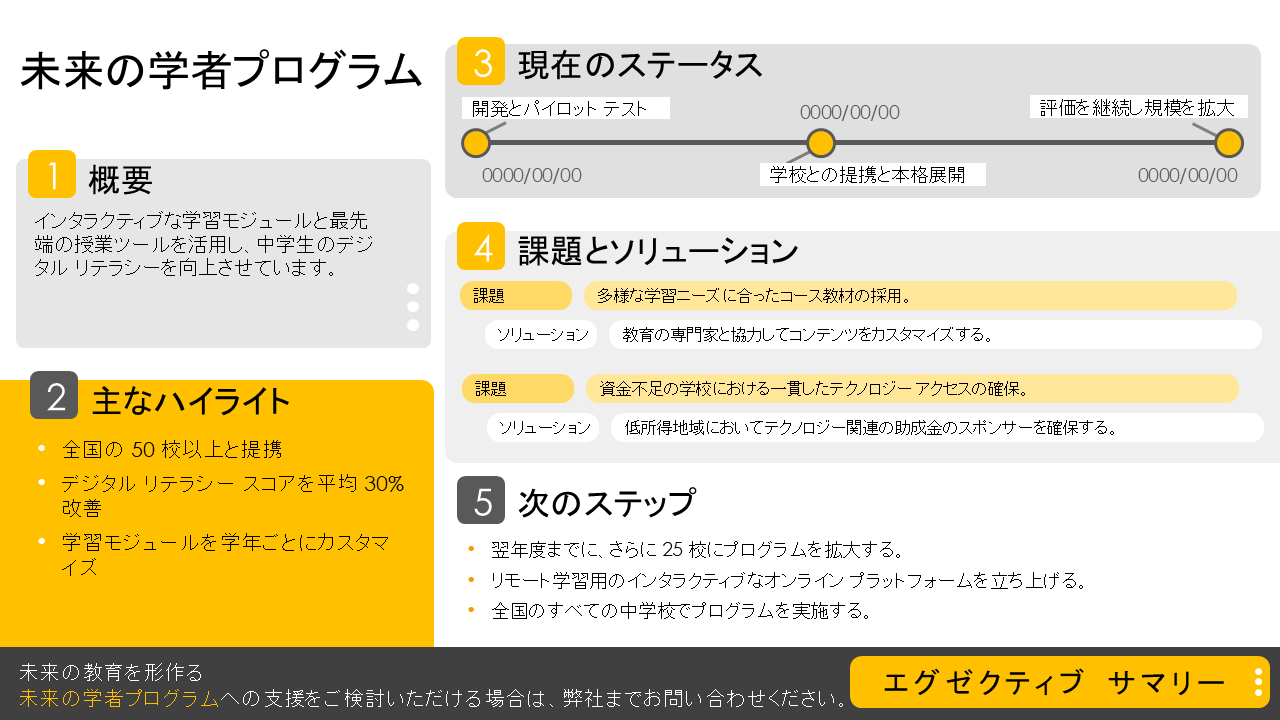 未来の学者プログラム
1 概要
インタラクティブな学習モジュールと最先
端の授業ツールを活用し、中学生のデジ
タル リテラシーを向上させています。
2 主なハイライト
• 全国の 50 校以上と提携
• デジタル リテラシー スコアを平均 30%
改善
• 学習モジュールを学年ごとにカスタマ
イズ
3 現在のステータス
開発とパイロット テスト
0000/00/00
0000/00/00
学校との提携と本格展開
評価を継続し規模を拡大
0000/00/00
4 課題とソリューション
課題 多様な学習ニーズに合ったコース教材の採用。
ソリューション 教育の専門家と協力してコンテンツをカスタマイズする。
課題 資金不足の学校における一貫したテクノロジー アクセスの確保。
ソリューション 低所得地域においてテクノロジー関連の助成金のスポンサーを確保する。
5 次のステップ
• 翌年度までに、さらに 25 校にプログラムを拡大する。
• リモート学習用のインタラクティブなオンライン プラットフォームを立ち上げる。
• 全国のすべての中学校でプログラムを実施する。
未来の教育を形作る
未来の学者プログラムへの支援をご検討いただける場合は、弊社までお問い合わせください。
エグゼクティブ サマリー